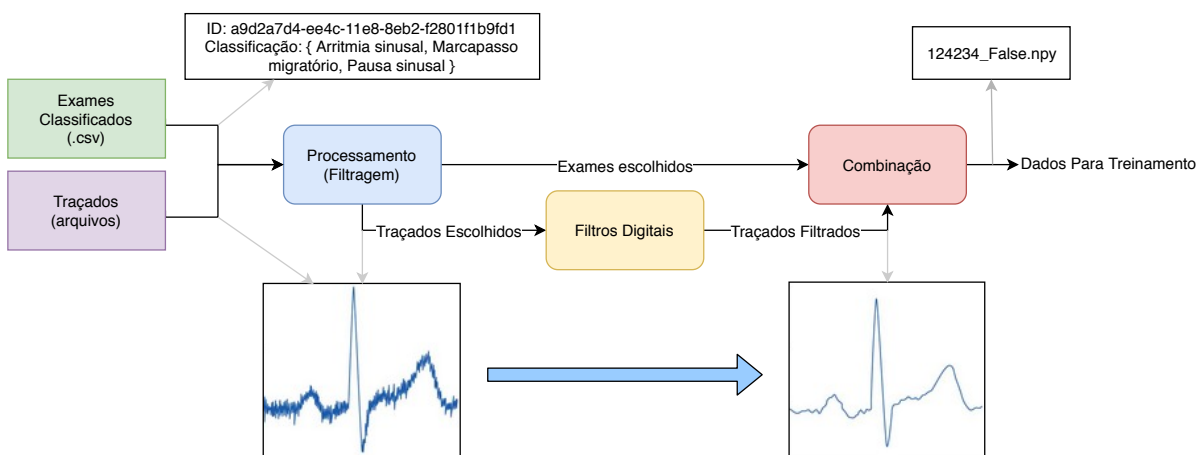 ID: a9d2a7d4-ee4c-11e8-8eb2-f2801f1b9fd1
Classificação: { Arritmia sinusal, Marcapasso
migratório, Pausa sinusal }
124234_False.npy
Exames
Classificados
(.csv)
Processamento
(Filtragem)
Exames escolhidos
Combinação
Dados Para Treinamento
Traçados
(arquivos)
Traçados Escolhidos
Filtros Digitais
Traçados Filtrados